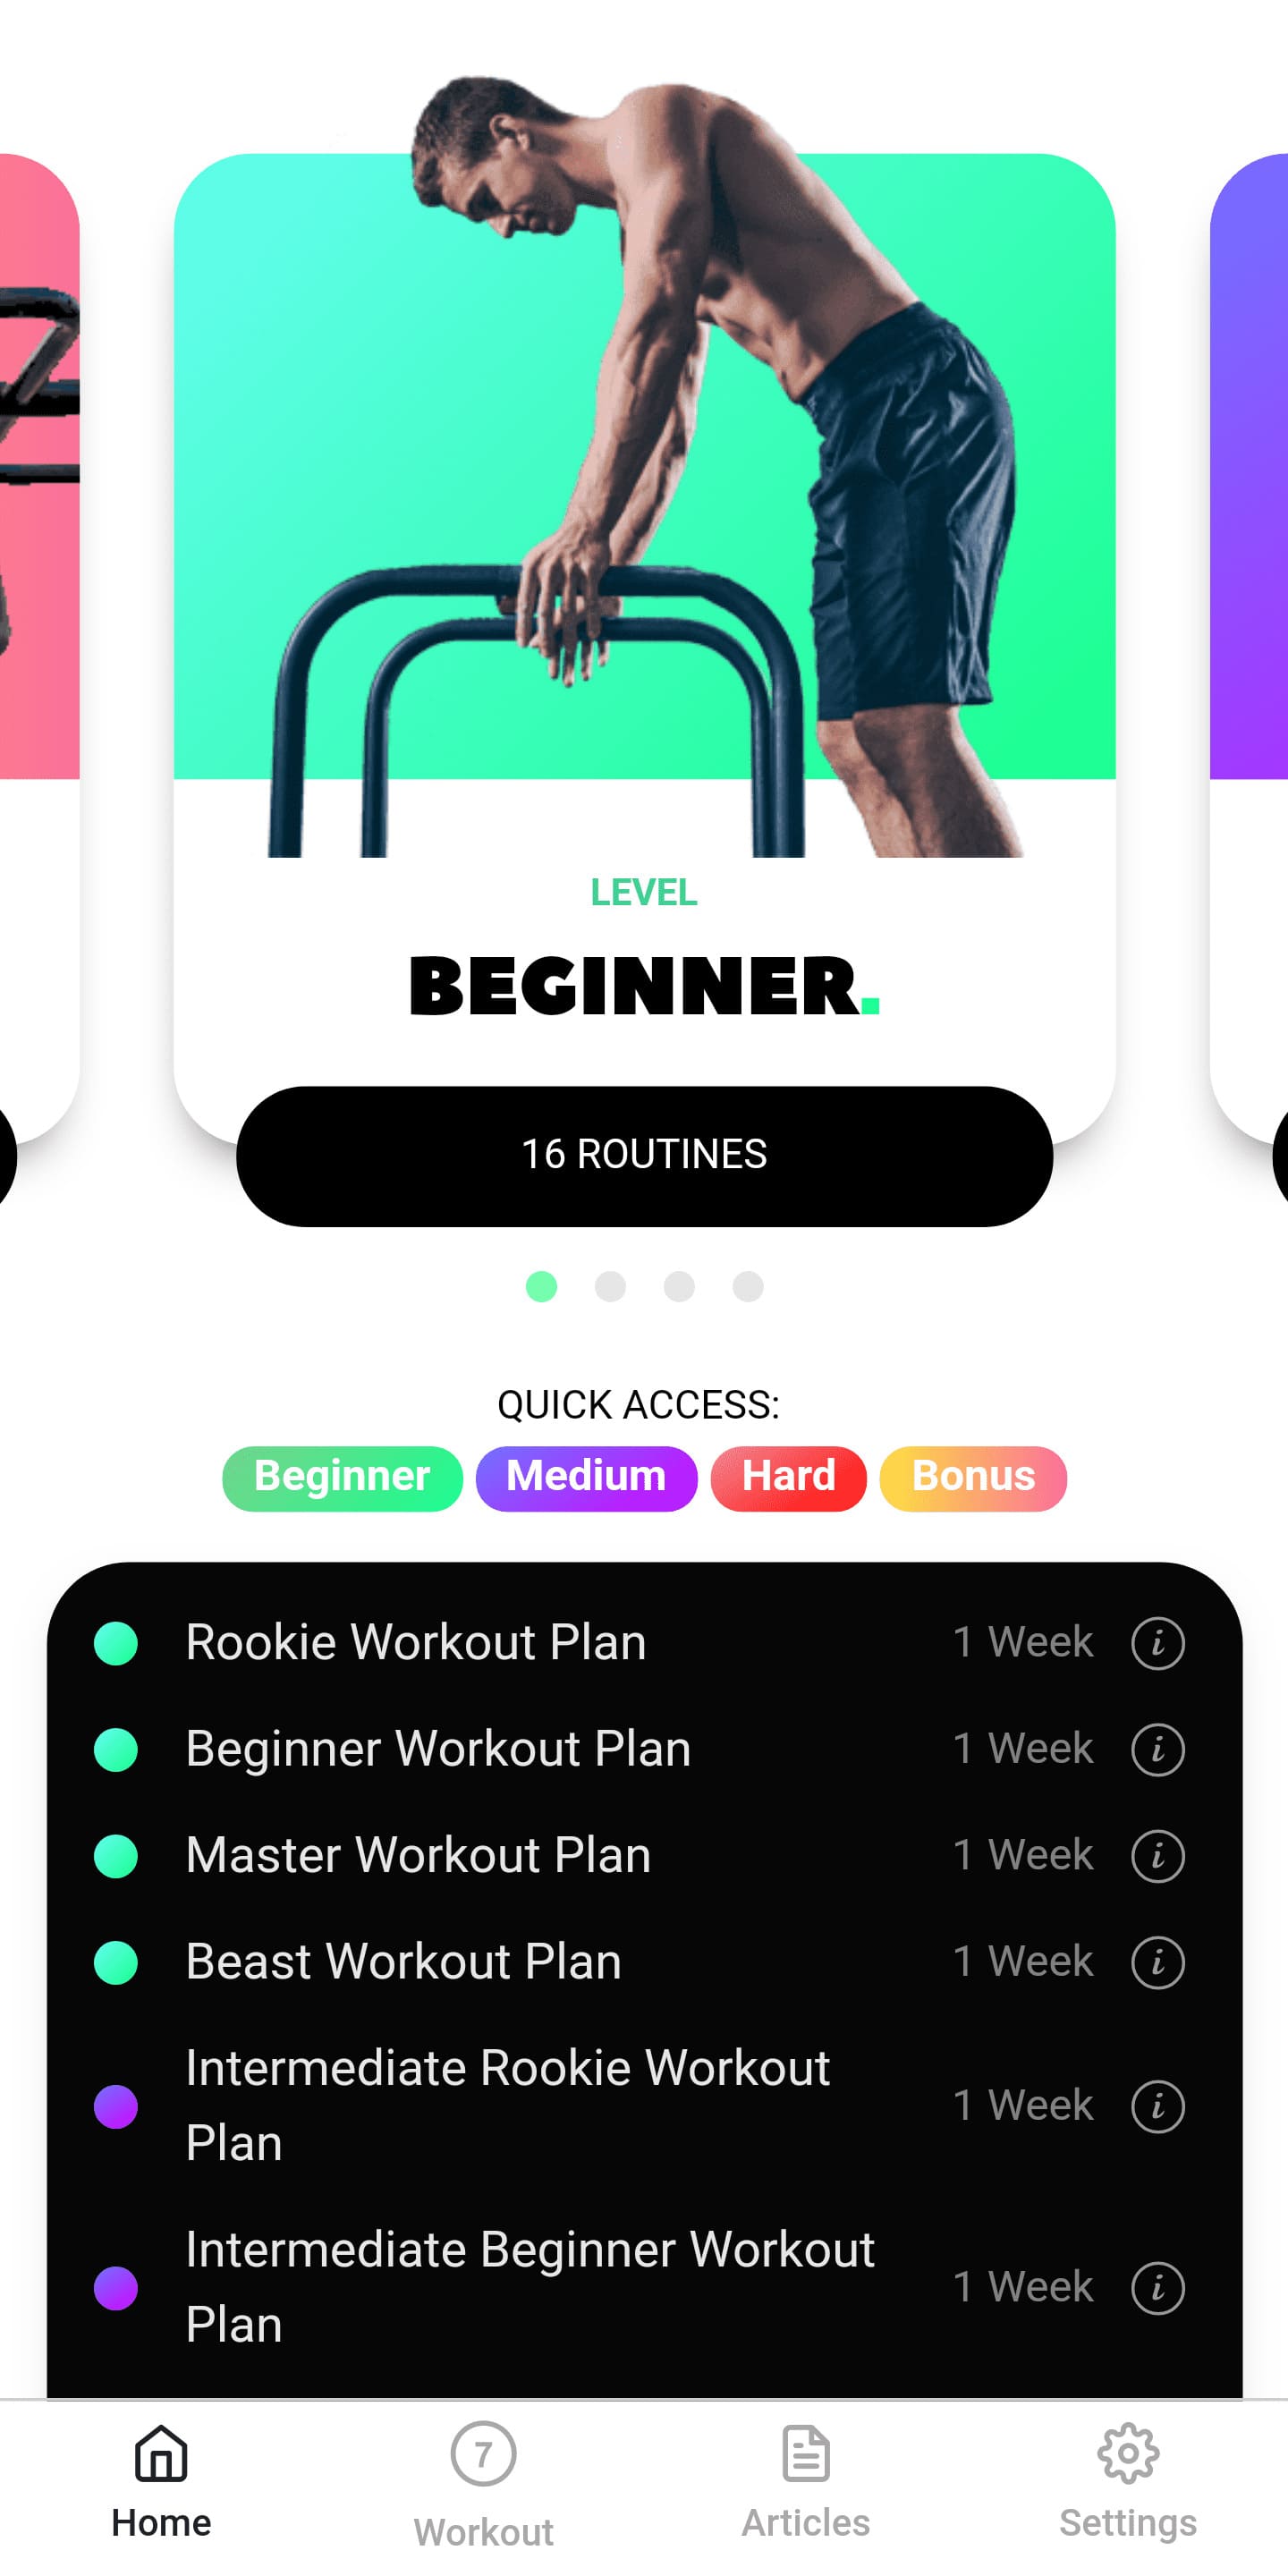 LEVEL
BEGINNER.
16 ROUTINES
QUICK ACCESS:
Beginner Medium Hard Bonus
Rookie Workout Plan 1 Week i
Beginner Workout Plan 1 Week i
Master Workout Plan 1 Week i
Beast Workout Plan 1 Week i
Intermediate Rookie Workout
Plan 1 Week i
Intermediate Beginner Workout
Plan 1 Week i
7
Home Workout Articles Settings